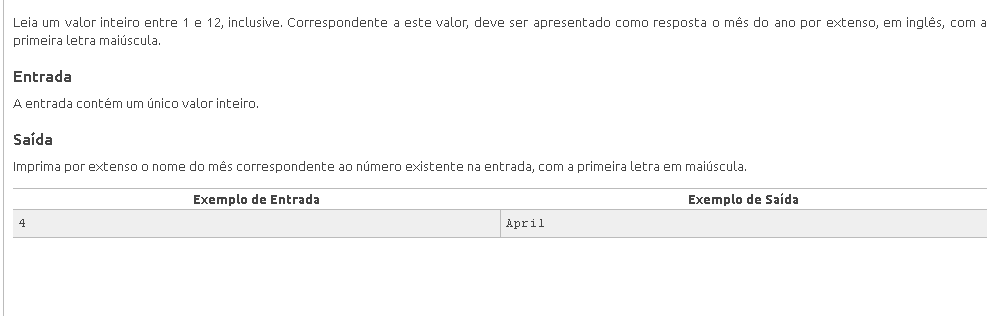 Leia um valor inteiro entre 1 e 12, inclusive. Correspondente a este valor, deve ser apresentado como resposta o mês do ano por extenso, em inglês, com a
primeira letra maiúscula.
Entrada
A entrada contém um único valor inteiro.
Saída
Imprima por extenso o nome do mês correspondente ao número existente na entrada, com a primeira letra em maiúscula.
Exemplo de Entrada Exemplo de Saída
4 April